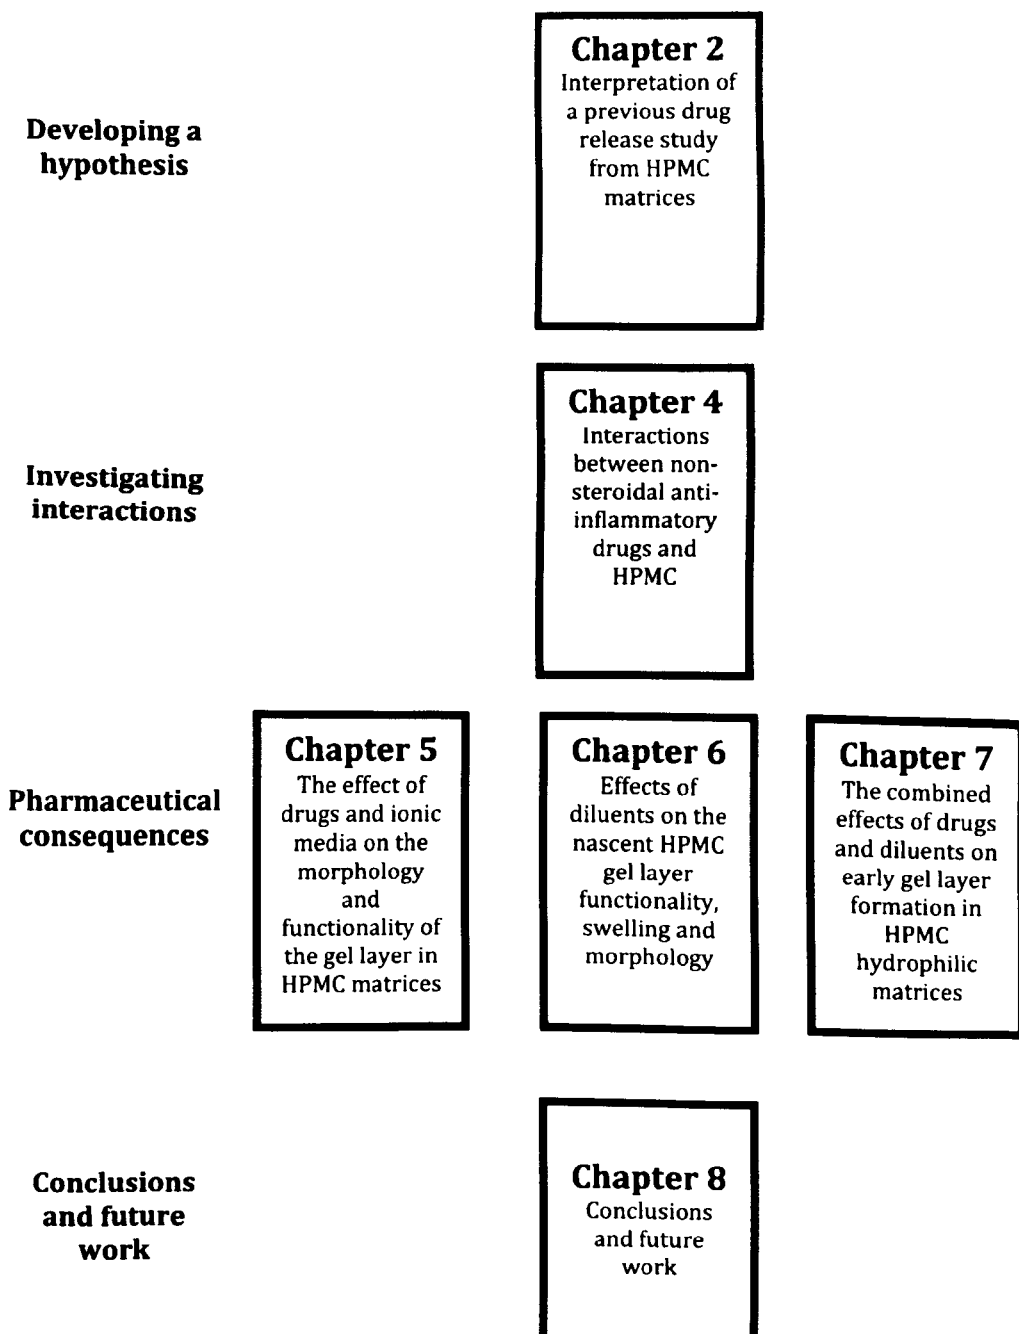 Developing a
hypothesis
Chapter 2
Interpretation of
a previous drug
release study
from HPMC
matrices
Investigating
interactions
Chapter 4
Interactions
between non-
steroidal anti-
inflammatory
drugs and
HPMC
Pharmaceutical
consequences
Chapter 5
The effect of
drugs and ionic
media on the
morphology
and
functionality of
the gel layer in
HPMC matrices
Chapter 6
Effects of
diluents on the
nascent HPMC
gel layer
functionality,
swelling and
morphology
Chapter 7
The combined
effects of drugs
and diluents on
early gel layer
formation in
HPMC
hydrophilic
matrices
Conclusions
and future
work
Chapter 8
Conclusions
and future
work